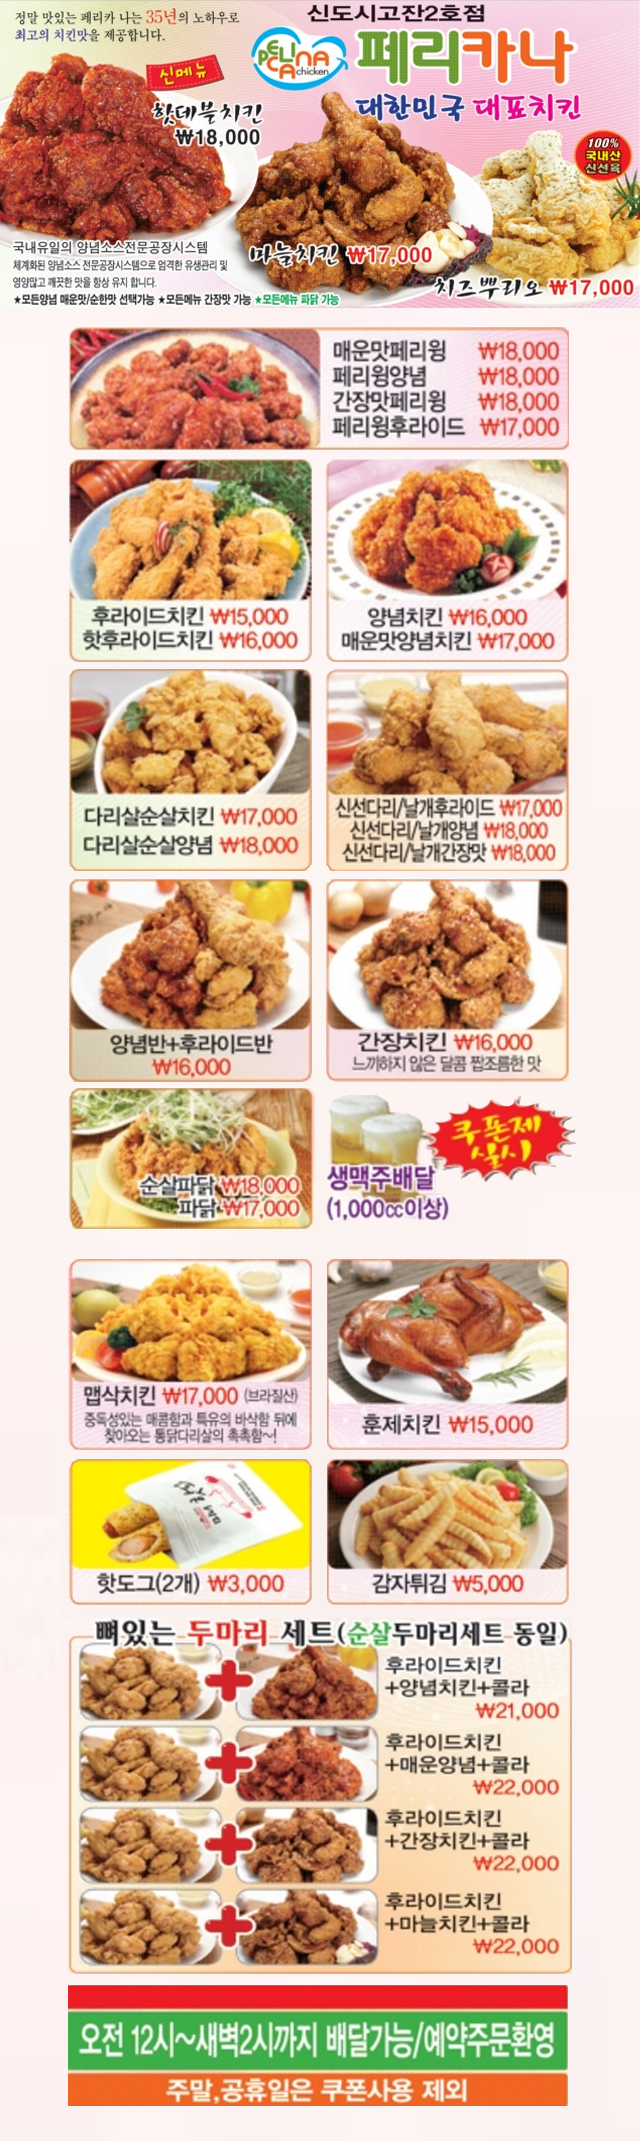 정말 맛있는 페리카 나는 35년의 노하우로
최고의 치킨맛을 제공합니다.
신도시고잔2호점
PELICANA
chicken
페리카나
대한민국 대표치킨
신메뉴
핫데블치킨
₩18,000
100%
국내산
신선육
국내유일의 양념소스전문공장시스템
체계화된 양념소스 전문공장시스템으로 엄격한 유생관리 및
영양많고 깨끗한 맛을 항상 유지 합니다.
마늘치킨 ₩17,000
치즈뿌리오 ₩17,000
★모든양념 매운맛/순한맛 선택가능 ★모든메뉴 간장맛 가능 ★모든메뉴 파닭 가능
매운맛페리윙 ₩18,000
페리윙양념 ₩18,000
간장맛페리윙 ₩18,000
페리윙후라이드 ₩17,000
후라이드치킨 ₩15,000
핫후라이드치킨 ₩16,000
양념치킨 ₩16,000
매운맛양념치킨 ₩17,000
다리살순살치킨 ₩17,000
다리살순살양념 ₩18,000
신선다리/날개후라이드 ₩17,000
신선다리/날개양념 ₩18,000
신선다리/날개간장맛 ₩18,000
양념반+후라이드반
₩16,000
간장치킨 ₩16,000
느끼하지 않은 달콤 짭조름한 맛
순살파닭 ₩18,000
파닭 ₩17,000
쿠폰제
실시
생맥주배달
(1,000cc이상)
맵삭치킨 ₩17,000 (브라질산)
중독성있는 매콤함과 특유의 바삭함 뒤에
찾아오는 통닭다리살의 촉촉함~!
훈제치킨 ₩15,000
핫도그(2개) ₩3,000
감자튀김 ₩5,000
뼈있는 두마리 세트(순살두마리세트 동일)
후라이드치킨
+양념치킨+콜라
₩21,000
후라이드치킨
+매운양념+콜라
₩22,000
후라이드치킨
+간장치킨+콜라
₩22,000
후라이드치킨
+마늘치킨+콜라
₩22,000
오전 12시~새벽2시까지 배달가능/예약주문환영
주말,공휴일은 쿠폰사용 제외